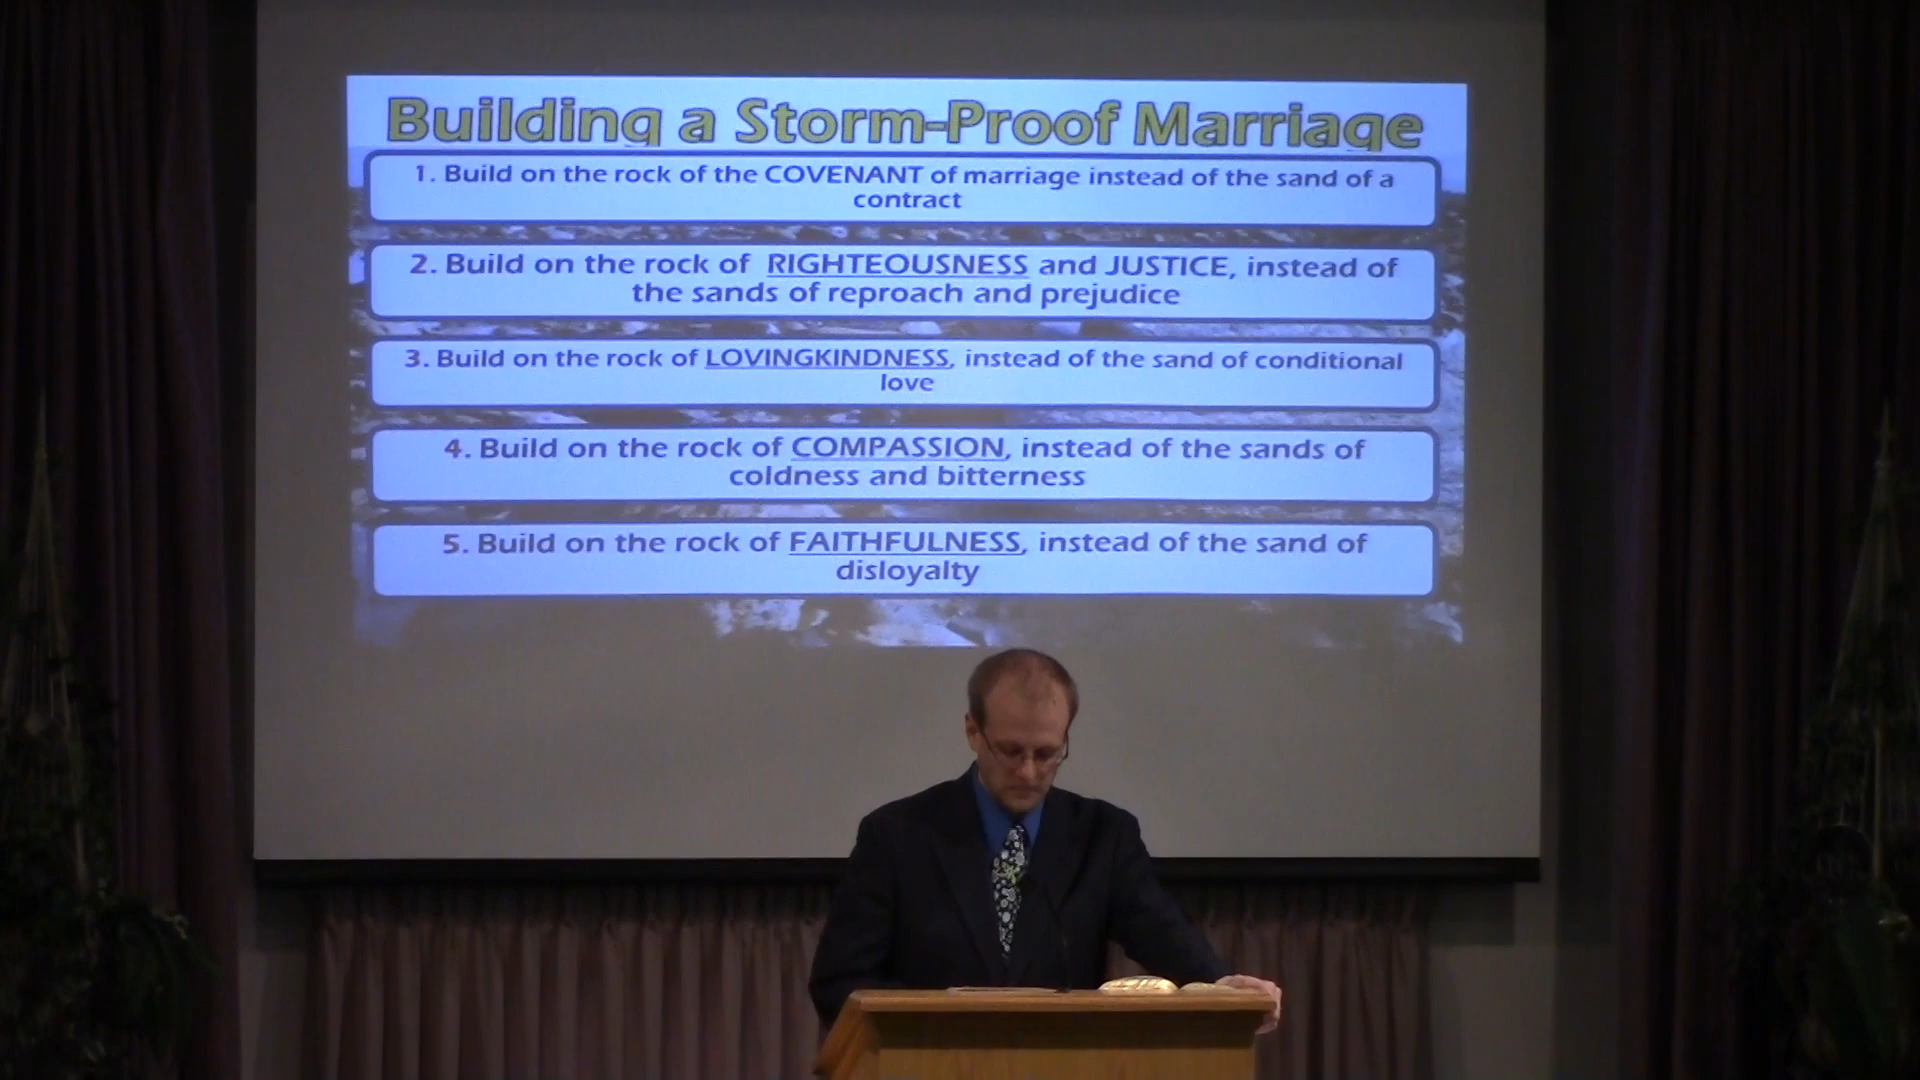 Building a Storm-Proof Marriage
1. Build on the rock of the COVENANT of marriage instead of the sand of a
contract
2. Build on the rock of RIGHTEOUSNESS and JUSTICE, instead of
the sands of reproach and prejudice
3. Build on the rock of LOVINGKINDNESS, instead of the sand of conditional
love
4. Build on the rock of COMPASSION, instead of the sands of
coldness and bitterness
5. Build on the rock of FAITHFULNESS, instead of the sand of
disloyalty